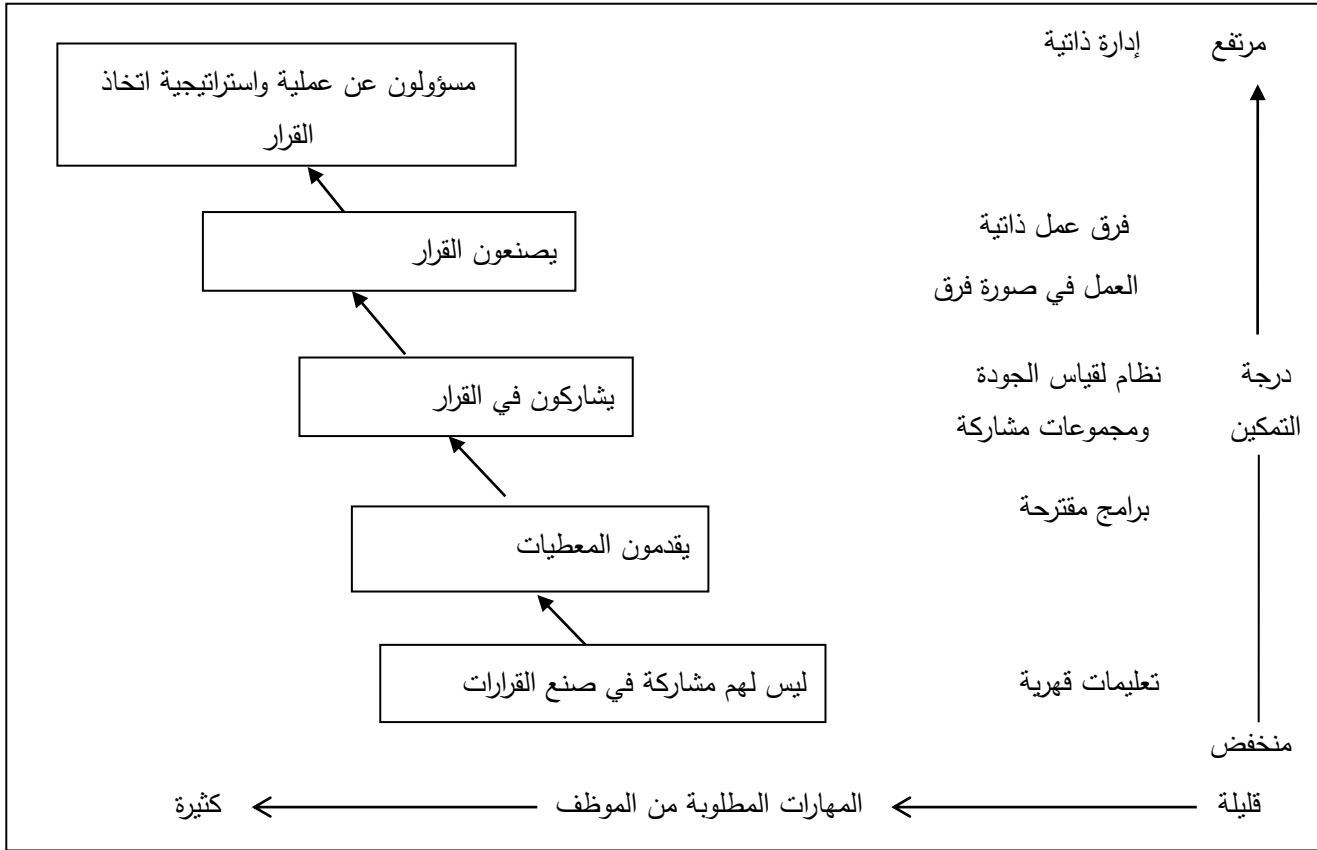 مرتفع
إدارة ذاتية
مسؤولون عن عملية واستراتيجية اتخاذ
القرار
فرق عمل ذاتية
يصنعون القرار
العمل في صورة فرق
درجة
نظام لقياس الجودة
يشاركون في القرار
التمكين
ومجموعات مشاركة
برامج مقترحة
يقدمون المعطيات
تعليمات قهرية
ليس لهم مشاركة في صنع القرارات
منخفض
قليلة
المهارات المطلوبة من الموظف
كثيرة